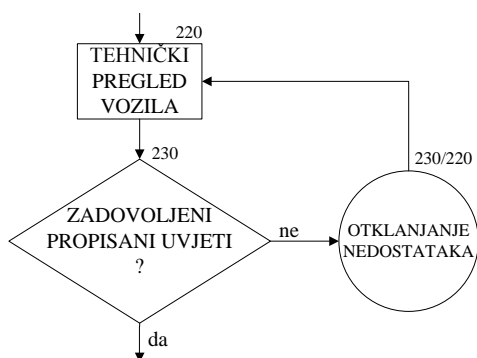 220
TEHNIČKI
PREGLED
VOZILA
230
ZADOVOLJENI
PROPISANI UVJETI
?
ne
da
230/220
OTKLANJANJE
NEDOSTATAKA